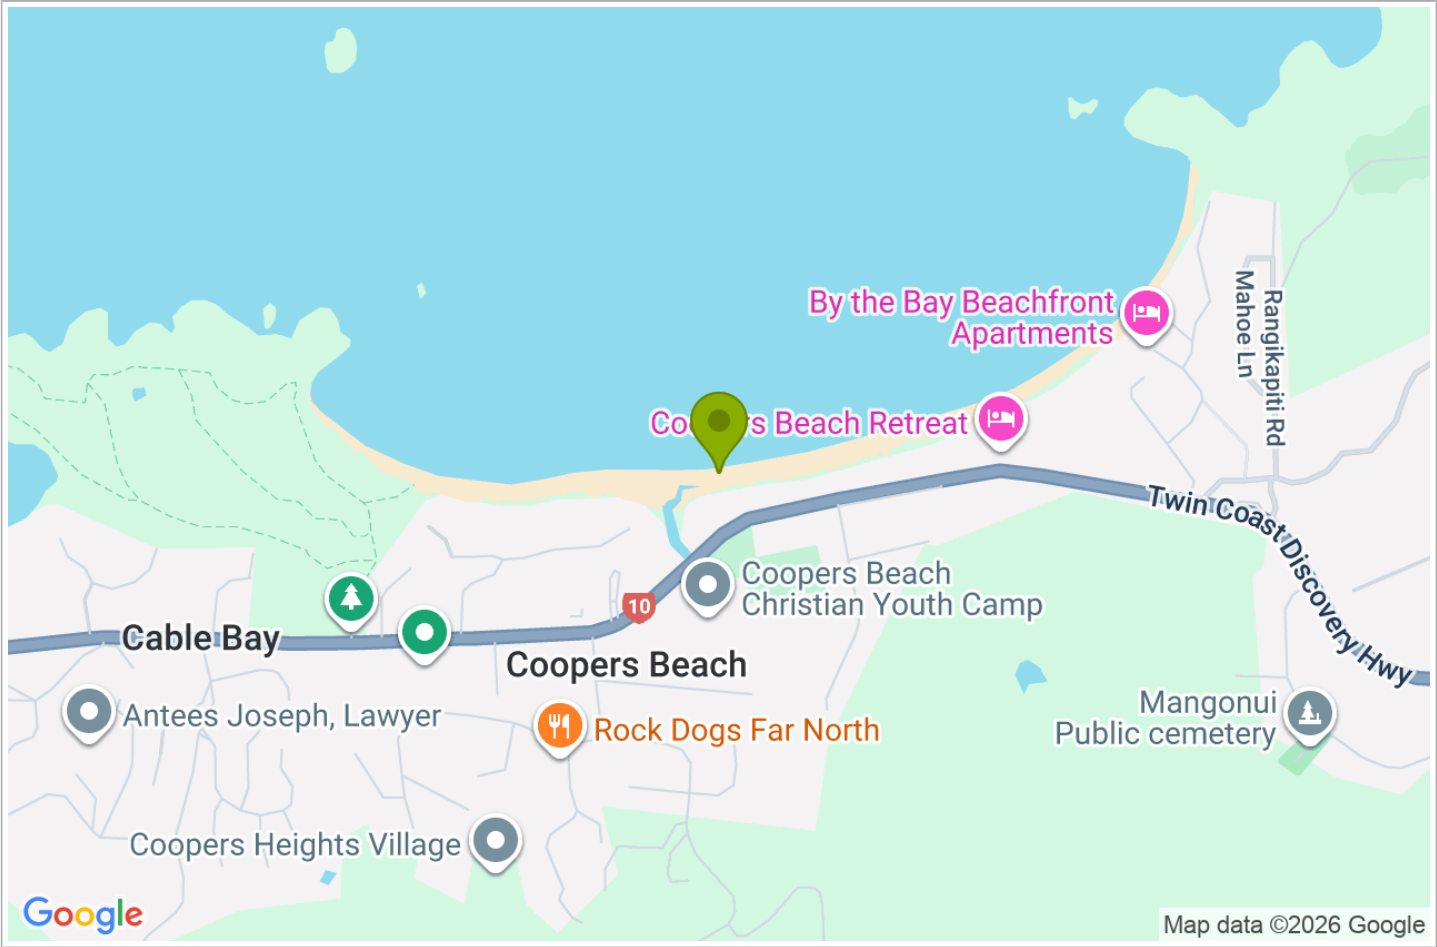 By the Bay Beachfront
Apartments
Mahoe Ln
Rangikapiti Rd
Coopers Beach Retreat
Twin Coast Discovery Hwy
Coopers Beach
Christian Youth Camp
10
Cable Bay
Coopers Beach
Antees Joseph, Lawyer
Rock Dogs Far North
Mangonui
Public cemetery
Coopers Heights Village
Google
Map data ©2026 Google